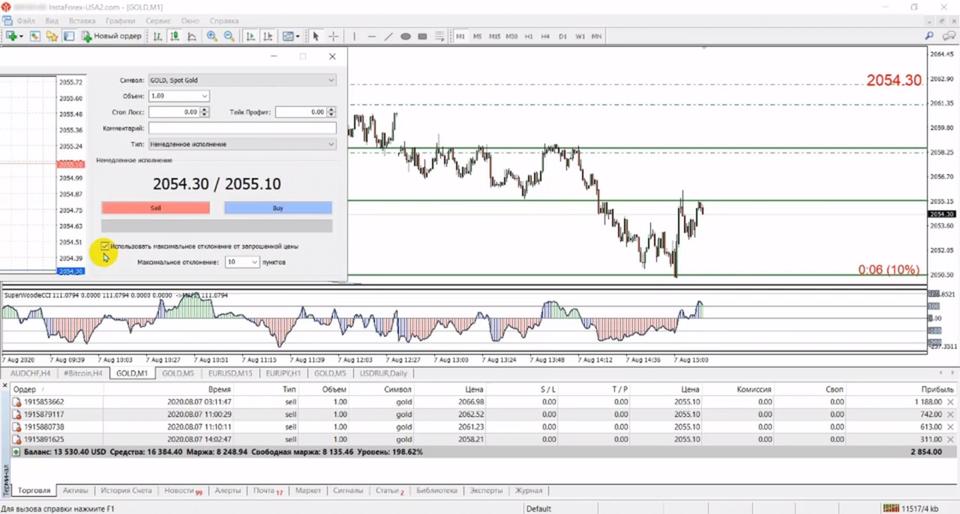 InstaForex-USA2.com - [GOLD,M1]
Файл Вид Вставка Графики Сервис Окно Справка
Новый ордер M1 M5 M15 M30 H1 H4 D1 W1 MN
Символ: GOLD, Spot Gold
Объем: 1.00
Стоп Лосс: 0.00 Тейк Профит: 0.00
Комментарий:
Тип: Немедленное исполнение
Немедленное исполнение
2054.30 / 2055.10
Sell Buy
Использовать максимальное отклонение от запрошенной цены
Максимальное отклонение: 10 пунктов
2055.72
2055.60
2055.48
2055.36
2055.24
2055.10
2054.99
2054.87
2054.75
2054.63
2054.51
2054.39
2054.30
2054.30
0:06 (10%)
2064.45
2062.90
2061.35
2059.80
2058.25
2056.70
2055.15
2054.30
2053.60
2052.05
2050.50
SuperWoodieCCI 111.0794 0.0000 111.0794 0.0000 0.0000
0.00
7 Aug 2020 7 Aug 09:39 7 Aug 10:03 7 Aug 10:27 7 Aug 10:51 7 Aug 11:15 7 Aug 11:39 7 Aug 12:03 7 Aug 12:27 7 Aug 13:00 7 Aug 13:24 7 Aug 13:48 7 Aug 14:12 7 Aug 14:36 7 Aug 15:03
AUDCHF,H4 #Bitcoin,H4 GOLD,M1 GOLD,M5 EURUSD,M15 EURJPY,H1 GOLD,M5 USDRUR,Daily
Ордер Время Тип Объем Символ Цена S / L T / P Цена Комиссия Своп Прибыль
1915853662 2020.08.07 03:11:47 sell 1.00 gold 2066.98 0.00 0.00 2055.10 0.00 0.00 1 188.00
1915879117 2020.08.07 11:00:29 sell 1.00 gold 2062.52 0.00 0.00 2055.10 0.00 0.00 742.00
1915880738 2020.08.07 11:10:11 sell 1.00 gold 2061.23 0.00 0.00 2055.10 0.00 0.00 613.00
1915891625 2020.08.07 14:02:47 sell 1.00 gold 2058.21 0.00 0.00 2055.10 0.00 0.00 311.00
Баланс: 13 530.40 USD Средства: 16 384.40 Маржа: 8 248.94 Свободная маржа: 8 135.46 Уровень: 198.62% 2 854.00
Терминал
Торговля Активы История Счета Новости 99 Алерты Почта 17 Маркет Сигналы Статьи 2 Библиотека Эксперты Журнал
Для вызова справки нажмите F1 Default 11517/4 kb